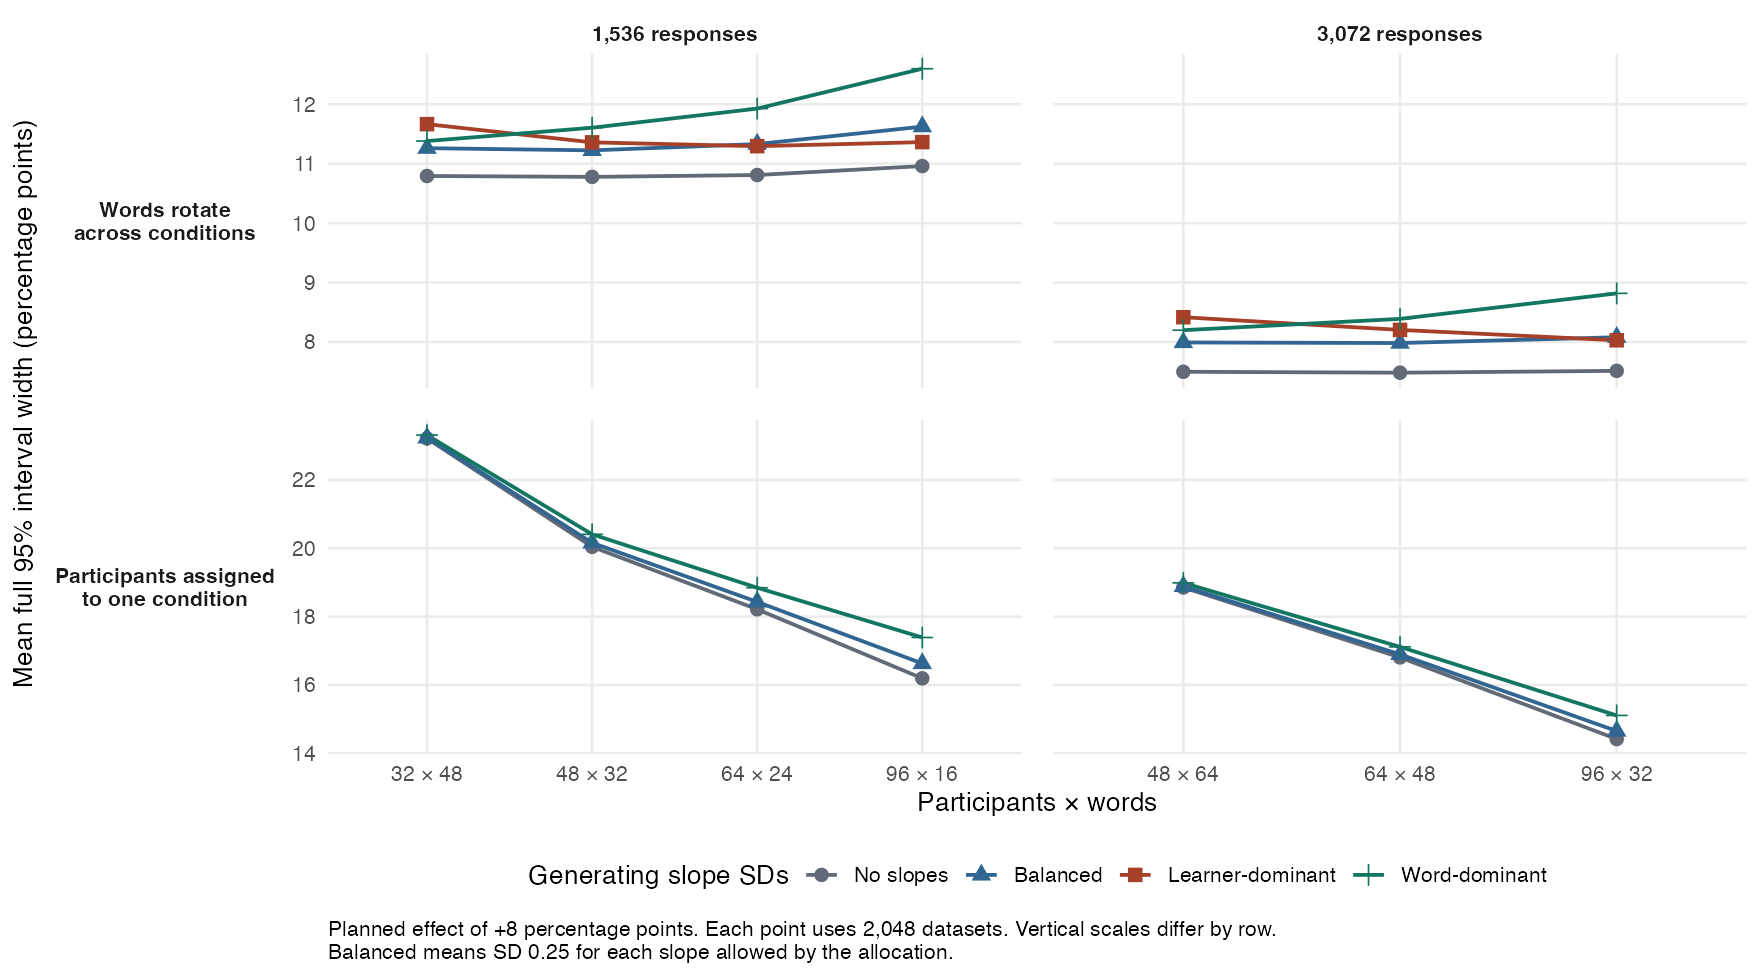 1,536 responses
3,072 responses
Mean full 95% interval width (percentage points)
Words rotate
across conditions
12
11
10
9
8
Participants assigned
to one condition
22
20
18
16
14
32 × 48
48 × 32
64 × 24
96 × 16
48 × 64
64 × 48
96 × 32
Participants × words
Generating slope SDs
No slopes
Balanced
Learner-dominant
Word-dominant
Planned effect of +8 percentage points. Each point uses 2,048 datasets. Vertical scales differ by row.
Balanced means SD 0.25 for each slope allowed by the allocation.